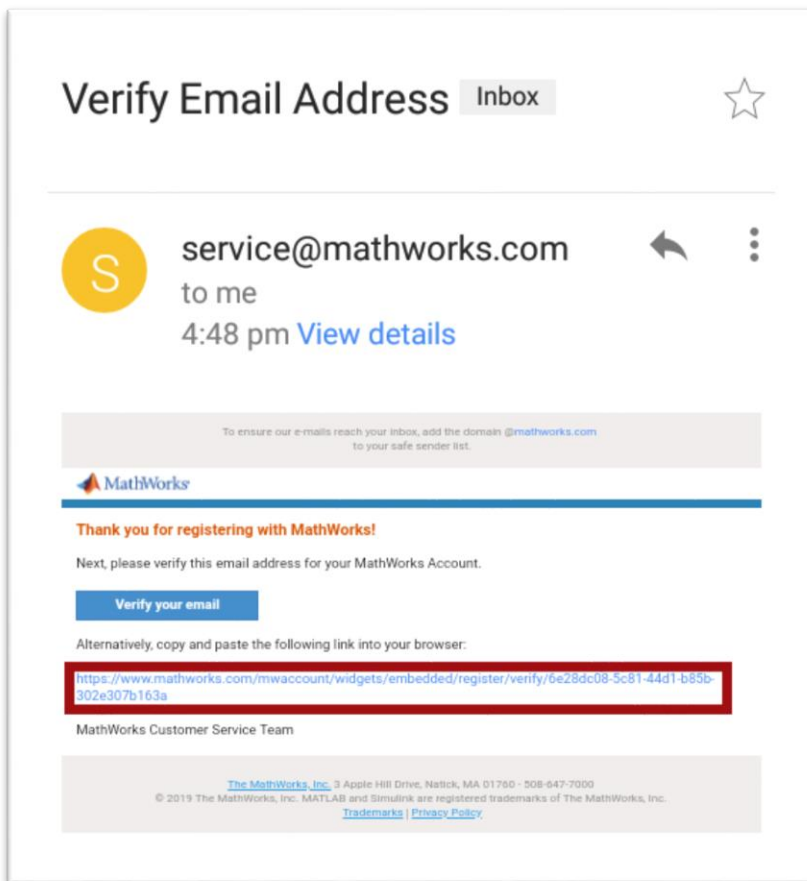 Verify Email Address Inbox
S
service@mathworks.com
to me
4:48 pm View details
To ensure our e-mails reach your inbox, add the domain @mathworks.com
to your safe sender list.
MathWorks®
Thank you for registering with MathWorks!
Next, please verify this email address for your MathWorks Account.
Verify your email
Alternatively, copy and paste the following link into your browser:
https://www.mathworks.com/mwaccount/widgets/embedded/register/verify/6e28dc08-5c81-44d1-b85b-
302e307b163a
MathWorks Customer Service Team
The MathWorks, Inc. 3 Apple Hill Drive, Natick, MA 01760 - 508-647-7000
© 2019 The MathWorks, Inc. MATLAB and Simulink are registered trademarks of The MathWorks, Inc.
Trademarks | Privacy Policy